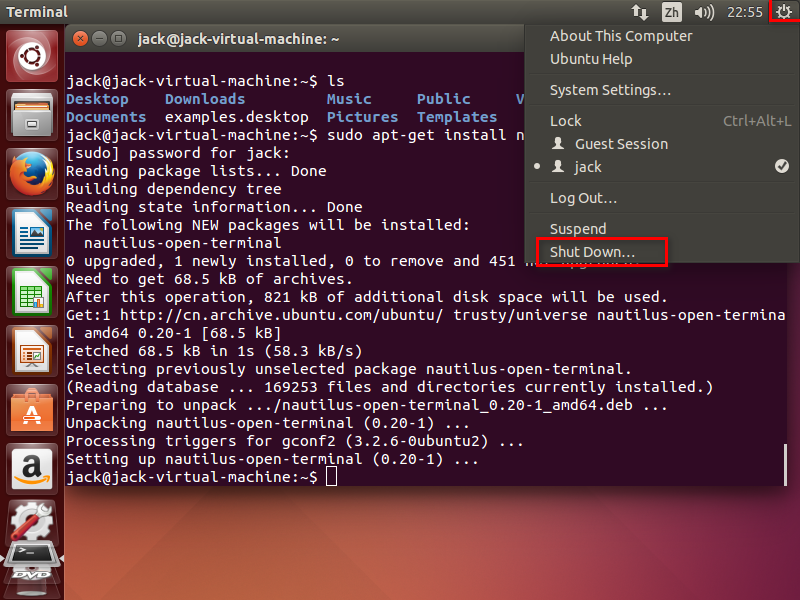 Terminal
Zh
22:55
jack@jack-virtual-machine: ~
About This Computer
Ubuntu Help
System Settings…
Lock Ctrl+Alt+L
Guest Session
jack
Log Out…
Suspend
Shut Down…
jack@jack-virtual-machine:~$ ls
Desktop Downloads Music Public V
Documents examples.desktop Pictures Templates
jack@jack-virtual-machine:~$ sudo apt-get install n
[sudo] password for jack:
Reading package lists... Done
Building dependency tree
Reading state information... Done
The following NEW packages will be installed:
nautilus-open-terminal
0 upgraded, 1 newly installed, 0 to remove and 451
Need to get 68.5 kB of archives.
After this operation, 821 kB of additional disk space will be used.
Get:1 http://cn.archive.ubuntu.com/ubuntu/ trusty/universe nautilus-open-termina
l amd64 0.20-1 [68.5 kB]
Fetched 68.5 kB in 1s (58.3 kB/s)
Selecting previously unselected package nautilus-open-terminal.
(Reading database ... 169253 files and directories currently installed.)
Preparing to unpack .../nautilus-open-terminal_0.20-1_amd64.deb ...
Unpacking nautilus-open-terminal (0.20-1) ...
Processing triggers for gconf2 (3.2.6-0ubuntu2) ...
Setting up nautilus-open-terminal (0.20-1) ...
jack@jack-virtual-machine:~$
a
>_
DVD